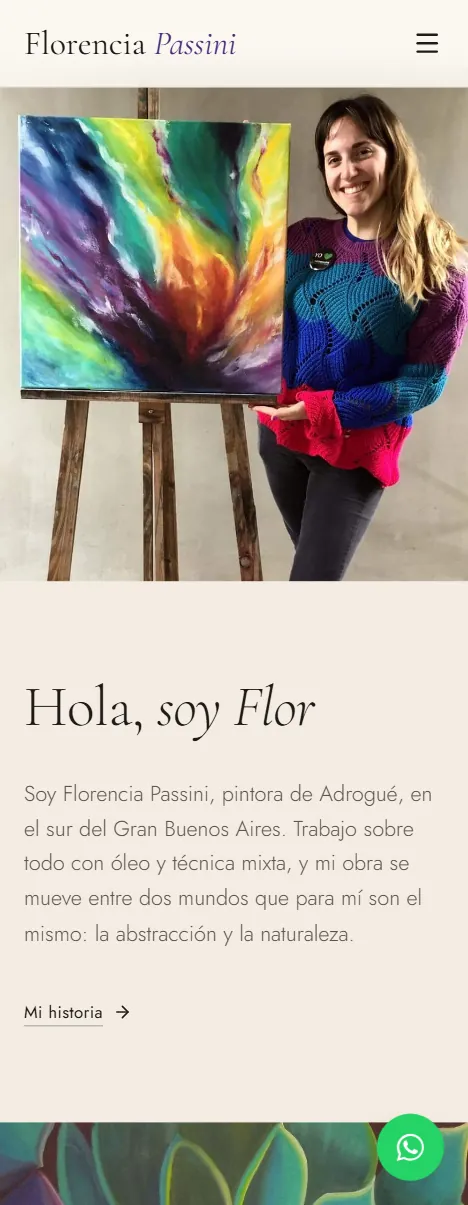 Florencia Passini
Hola, soy Flor
Soy Florencia Passini, pintora de Adrogué, en
el sur del Gran Buenos Aires. Trabajo sobre
todo con óleo y técnica mixta, y mi obra se
mueve entre dos mundos que para mí son el
mismo: la abstracción y la naturaleza.
Mi historia